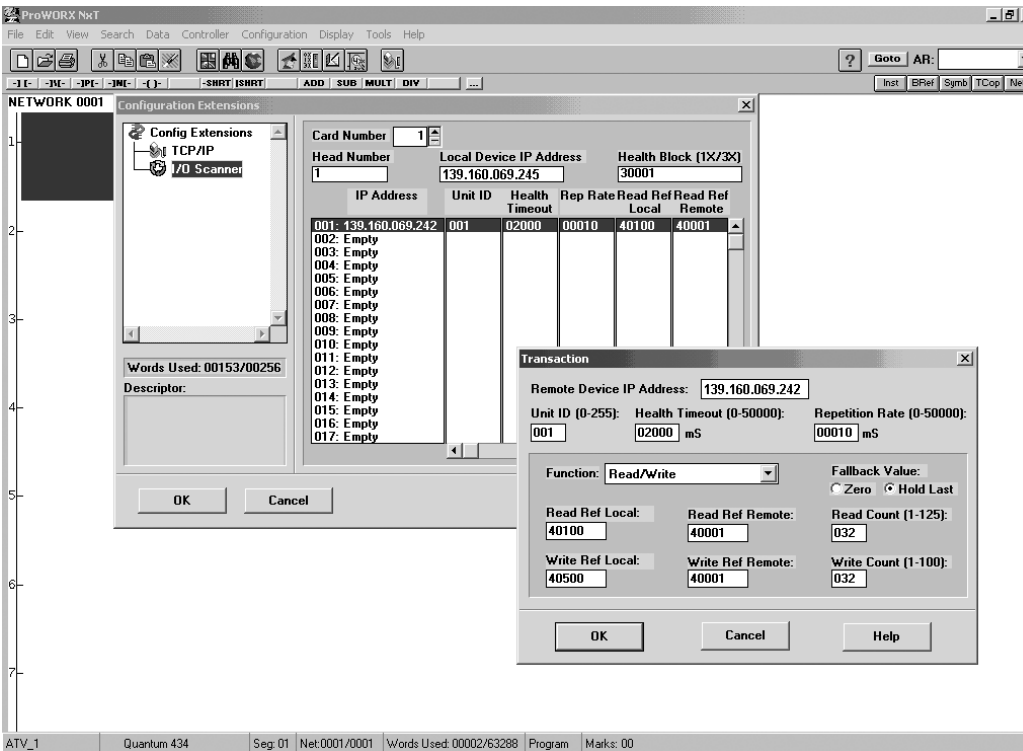 ProWORX NxT
File Edit View Search Data Controller Configuration Display Tools Help
? Goto AR:
-] [- -]\[- -]P[- -]N[- -( )- -SHRT |SHRT ADD SUB MULT DIV ... Inst BRef Symb TCop Ne
NETWORK 0001
1-
2-
3-
4-
5-
6-
7-
Configuration Extensions
Config Extensions
TCP/IP
I/O Scanner
Words Used: 00153/00256
Descriptor:
Card Number 1
Head Number Local Device IP Address Health Block (1X/3X)
1 139.160.069.245 30001
IP Address Unit ID Health Rep Rate Read Ref Read Ref
Timeout Local Remote
001: 139.160.069.242 001 02000 00010 40100 40001
002: Empty
003: Empty
004: Empty
005: Empty
006: Empty
007: Empty
008: Empty
009: Empty
010: Empty
011: Empty
012: Empty
013: Empty
014: Empty
015: Empty
016: Empty
017: Empty
OK Cancel
Transaction
Remote Device IP Address: 139.160.069.242
Unit ID (0-255): Health Timeout (0-50000): Repetition Rate (0-50000):
001 02000 mS 00010 mS
Function: Read/Write Fallback Value:
Zero Hold Last
Read Ref Local: Read Ref Remote: Read Count (1-125):
40100 40001 032
Write Ref Local: Write Ref Remote: Write Count (1-100):
40500 40001 032
OK Cancel Help
ATV_1 Quantum 434 Seg: 01 Net:0001/0001 Words Used: 00002/63288 Program Marks: 00